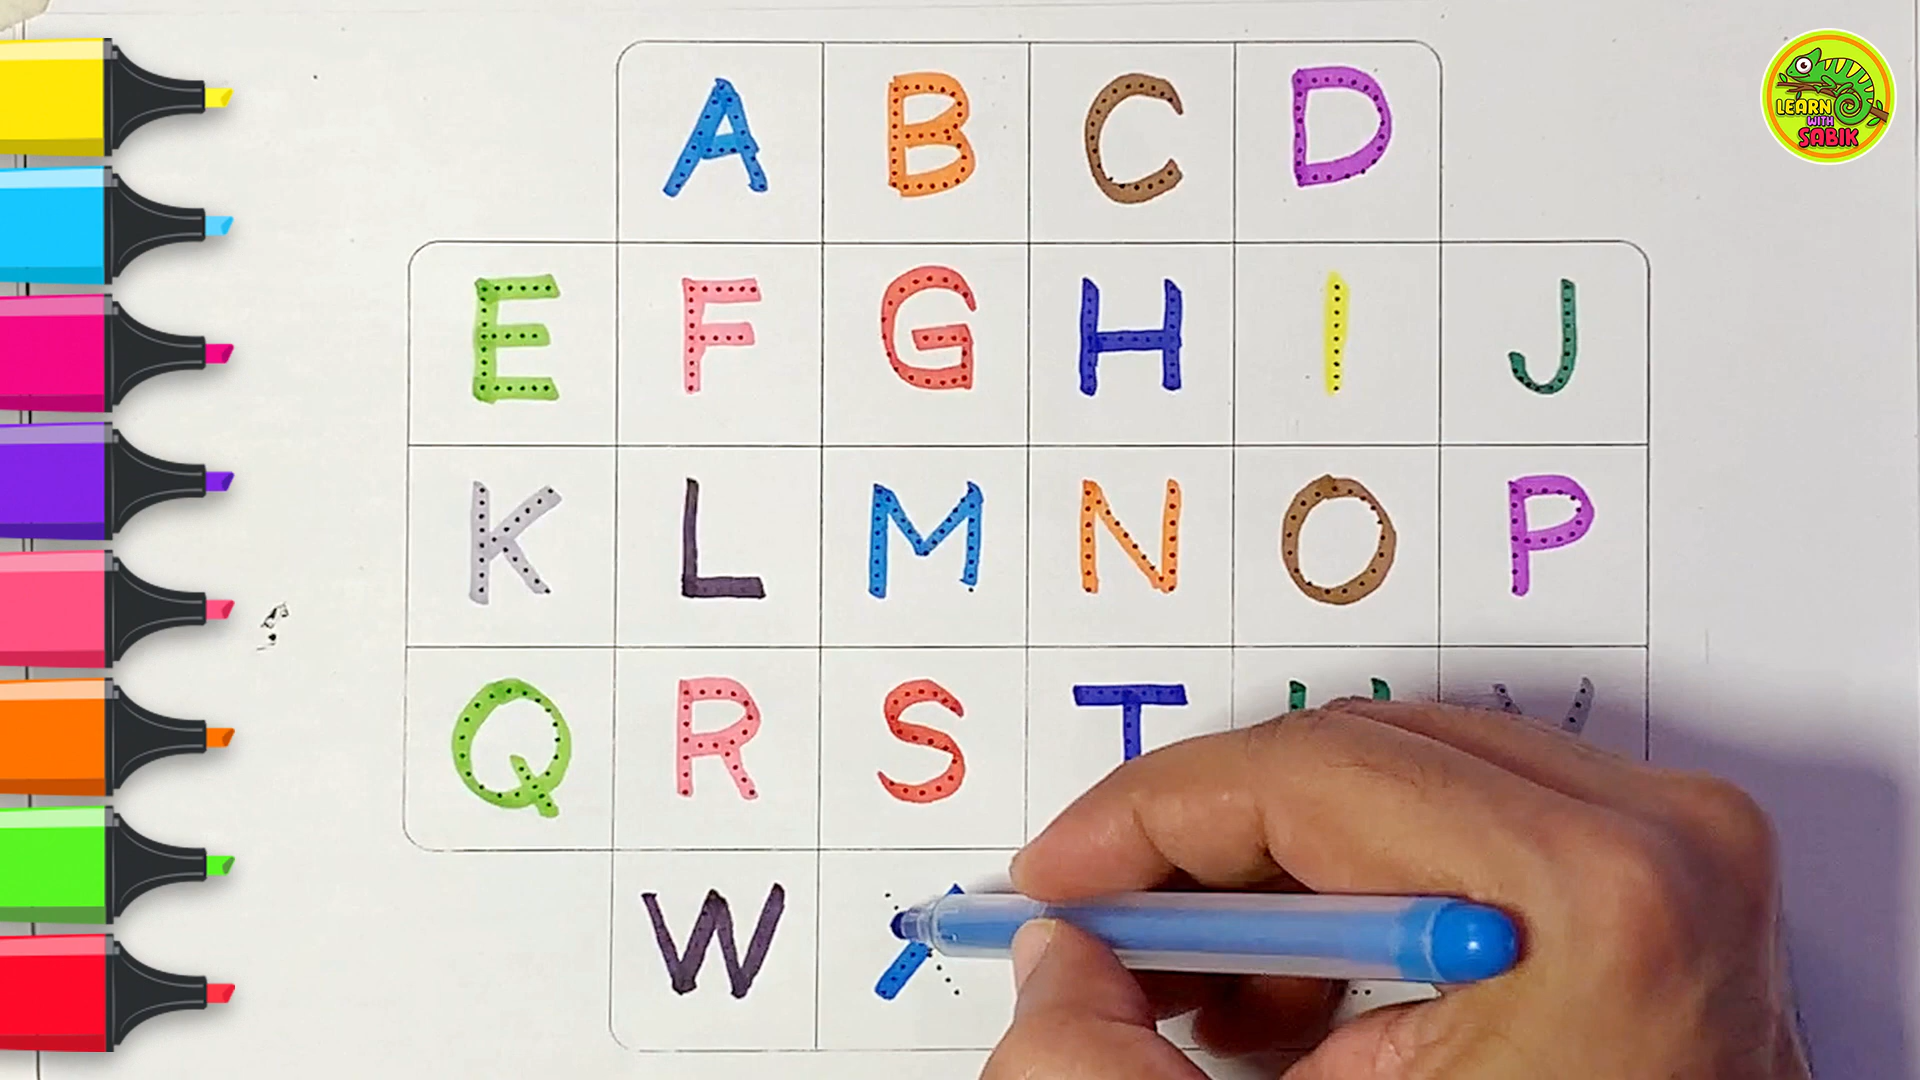 A B C D
LEARN
WITH
SABIK
E F G H I J
K L M N O P
Q R S T U V
W X